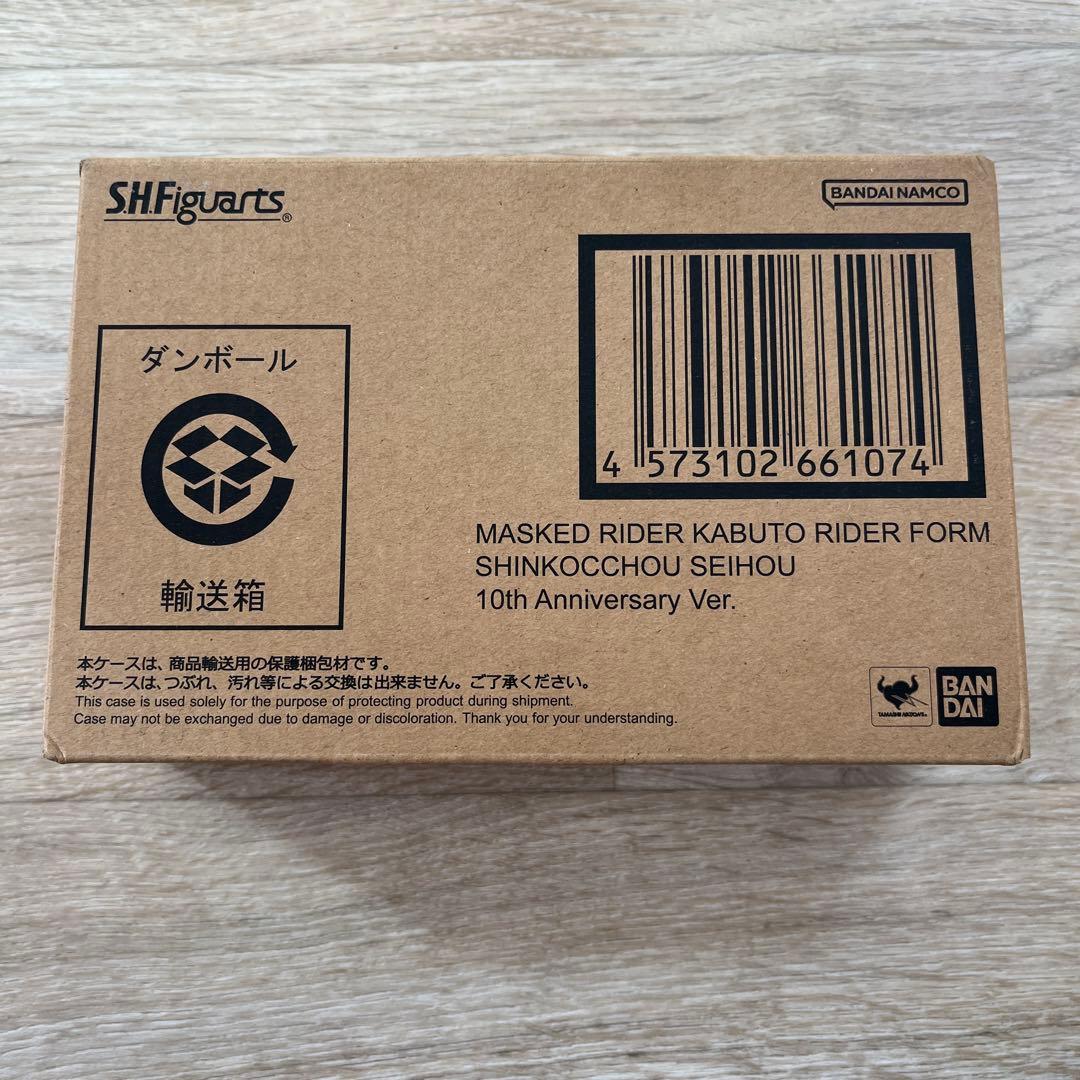 S.H.Figuarts®
BANDAI NAMCO
ダンボール
輸送箱
4 573102 661074
MASKED RIDER KABUTO RIDER FORM
SHINKOCCHOU SEIHOU
10th Anniversary Ver.
本ケースは、商品輸送用の保護梱包材です。
本ケースは、つぶれ、汚れ等による交換は出来ません。ご了承ください。
This case is used solely for the purpose of protecting product during shipment.
Case may not be exchanged due to damage or discoloration. Thank you for your understanding.
TAMASHII NATIONS
BAN
DAI